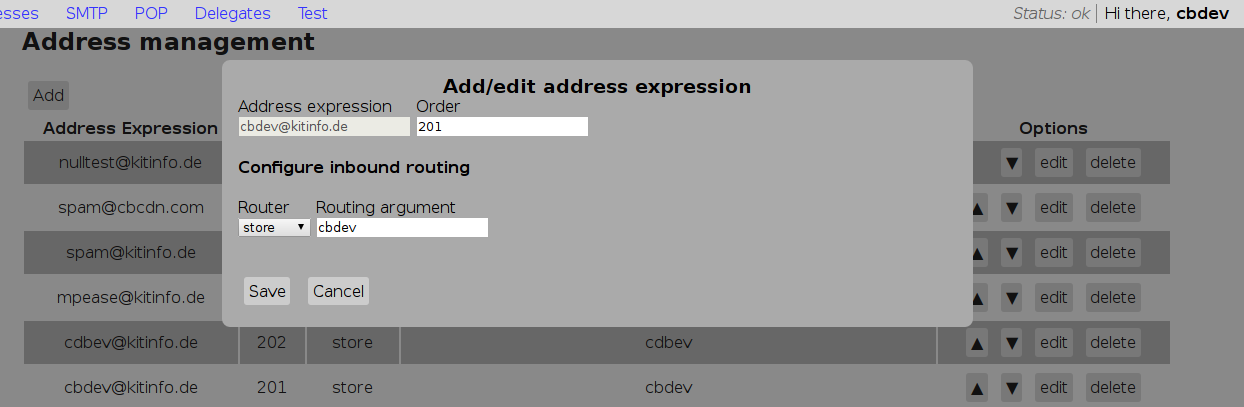 esses SMTP POP Delegates Test Status: ok Hi there, cbdev
Address management
Add/edit address expression
Add
Address expression Order
cbdev@kitinfo.de 201
Address Expression Options
nulltest@kitinfo.de ▼ edit delete
Configure inbound routing
spam@cbcdn.com ▲ ▼ edit delete
Router Routing argument
store ▼ cbdev
spam@kitinfo.de ▲ ▼ edit delete
Save Cancel
mpease@kitinfo.de ▲ ▼ edit delete
cdbev@kitinfo.de 202 store cdbev ▲ ▼ edit delete
cbdev@kitinfo.de 201 store cbdev ▲ ▼ edit delete